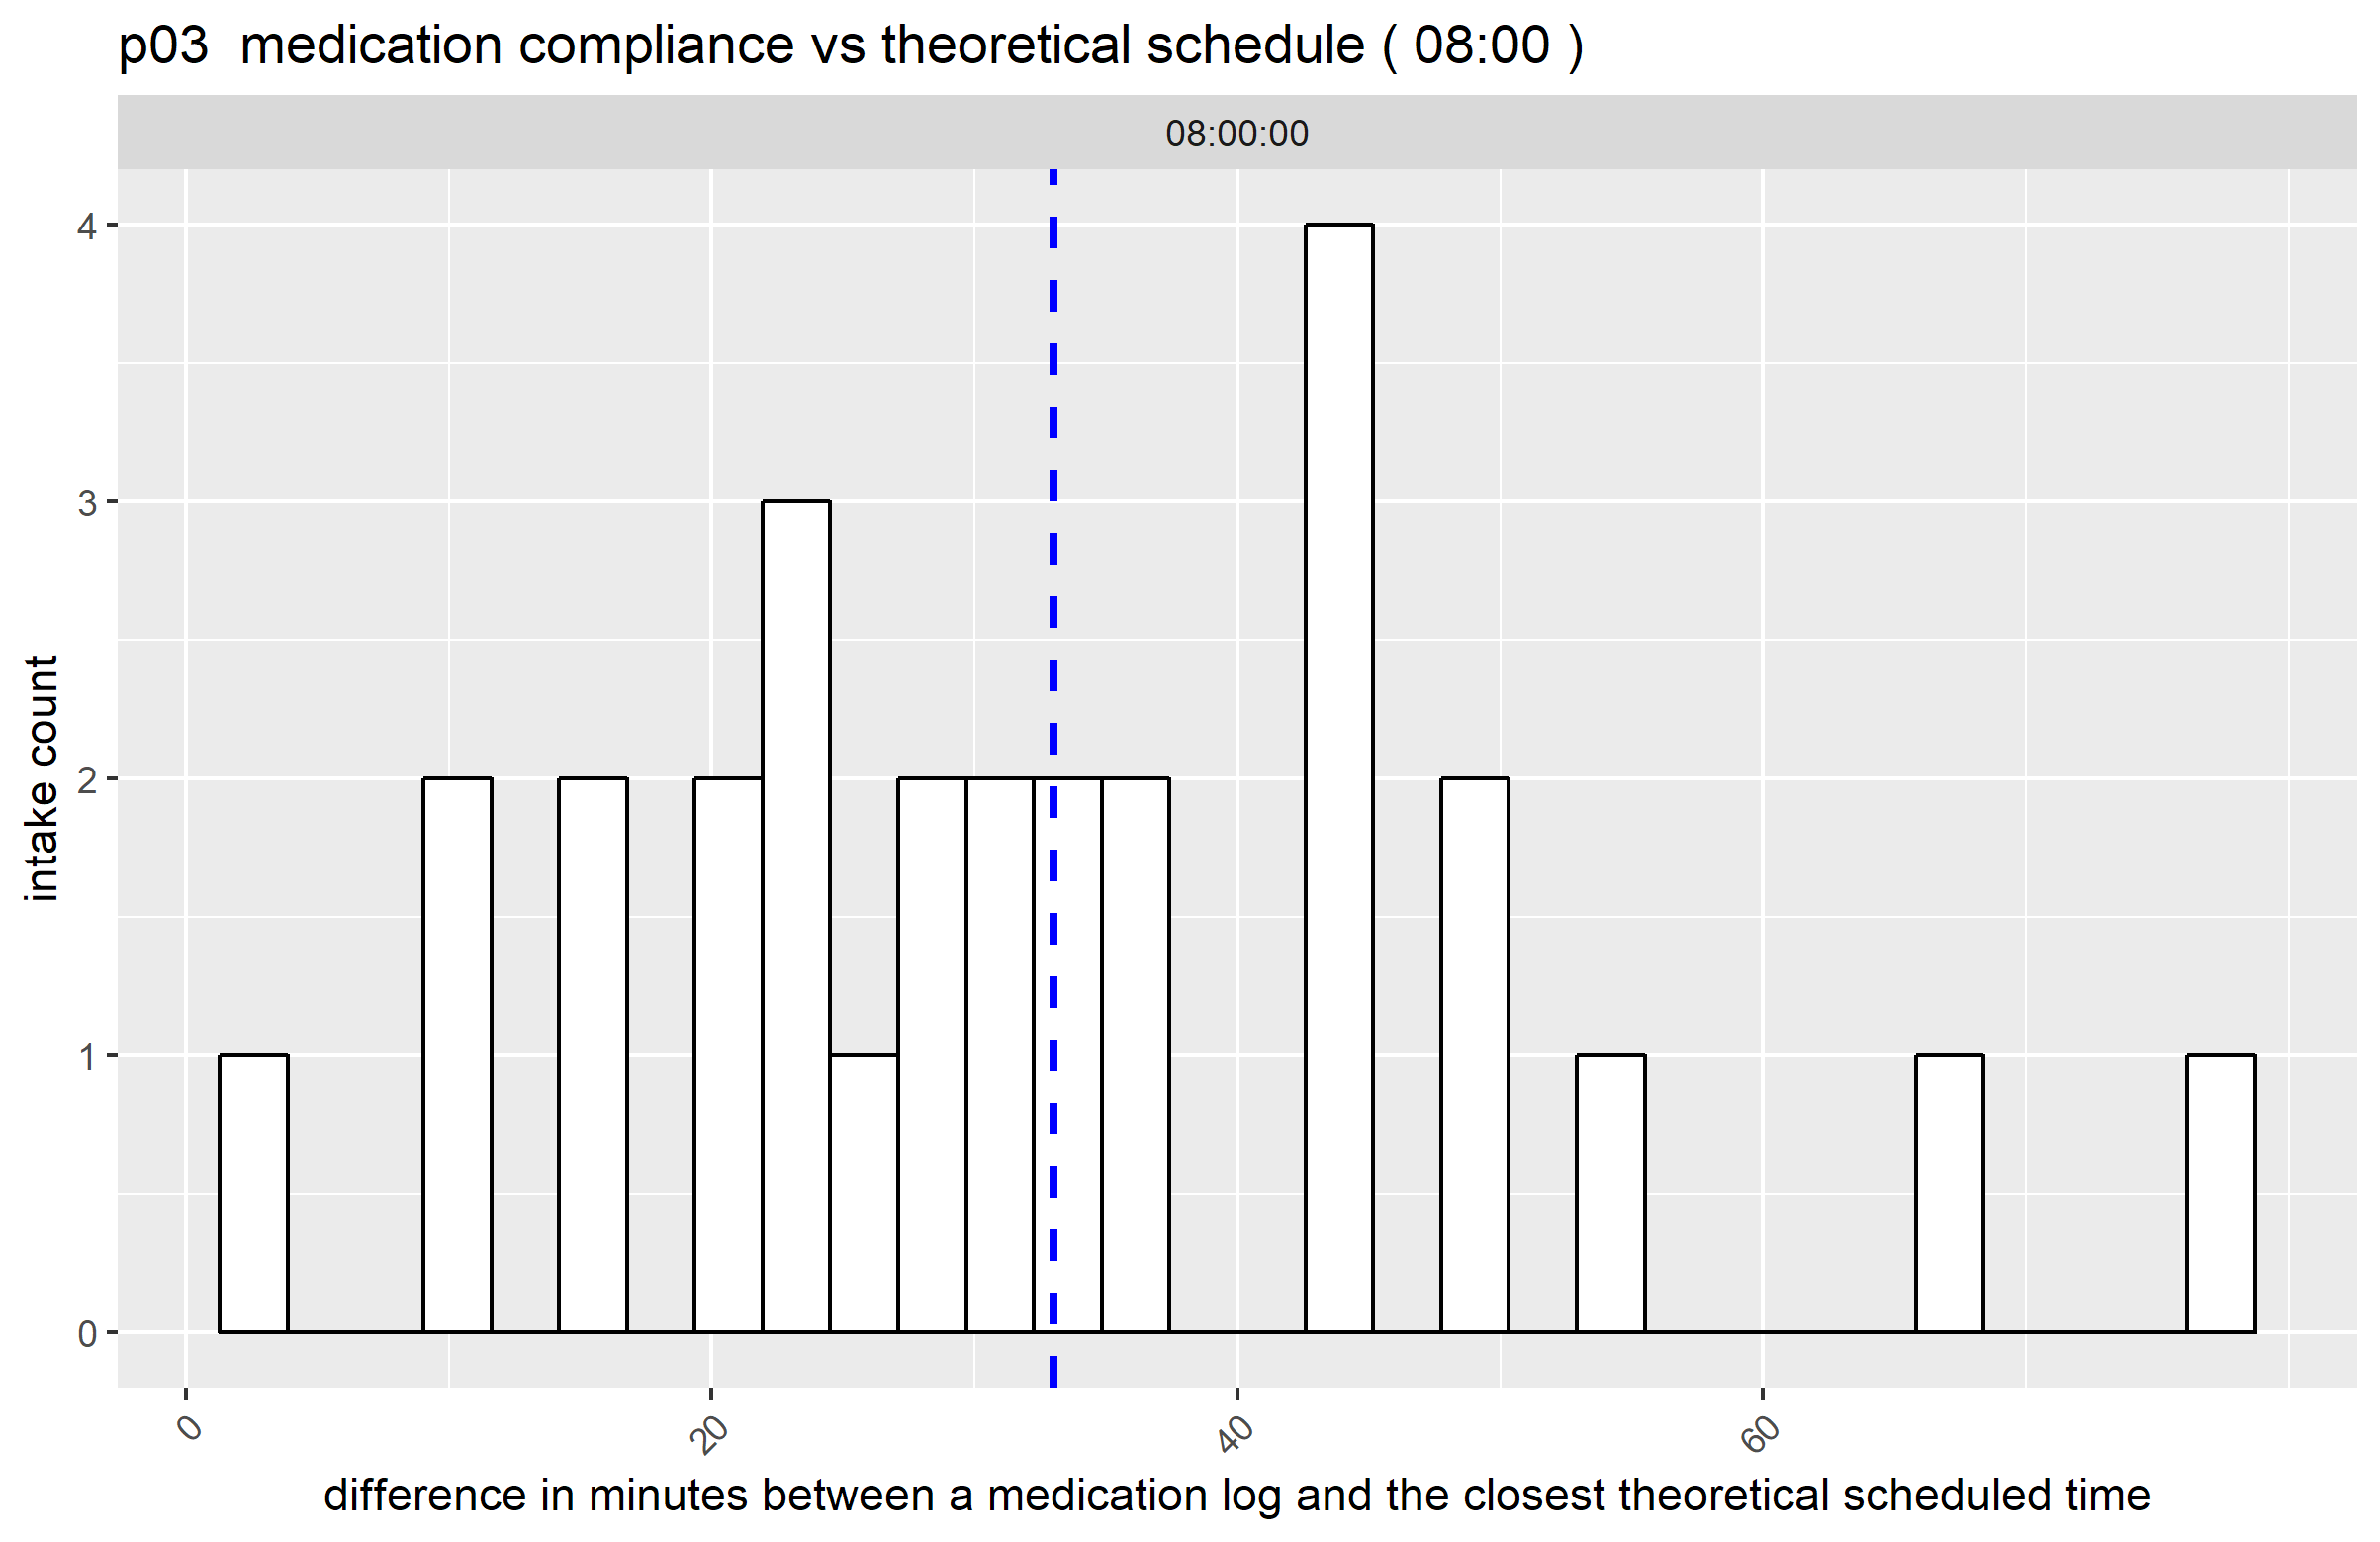 p03  medication compliance vs theoretical schedule ( 08:00 )
08:00:00
4
3
2
1
0
intake count
0 20 40 60
difference in minutes between a medication log and the closest theoretical scheduled time